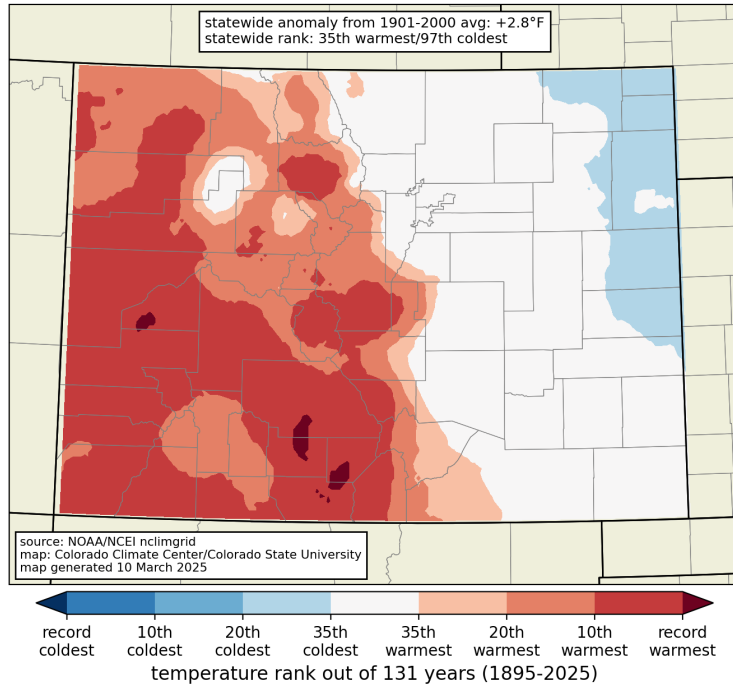 statewide anomaly from 1901-2000 avg: +2.8°F
statewide rank: 35th warmest/97th coldest
source: NOAA/NCEI nclimgrid
map: Colorado Climate Center/Colorado State University
map generated 10 March 2025
record 10th 20th 35th 35th 20th 10th record
coldest coldest coldest coldest warmest warmest warmest warmest
temperature rank out of 131 years (1895-2025)